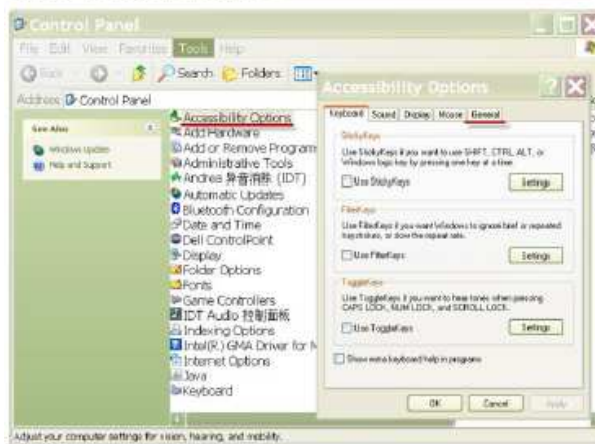 Control Panel
File Edit View Favorites Tools Help
Back Search Folders
Address Control Panel
See Also
Windows Update
Help and Support
Accessibility Options
Add Hardware
Add or Remove Program
Administrative Tools
Andrea 异音消除 (IDT)
Automatic Updates
Bluetooth Configuration
Date and Time
Dell ControlPoint
Display
Folder Options
Fonts
Game Controllers
IDT Audio 控制面板
Indexing Options
Intel(R) GMA Driver for M
Internet Options
Java
Keyboard
Adjust your computer settings for vision, hearing, and mobility.
Accessibility Options
Keyboard Sound Display Mouse General
StickyKeys
Use StickyKeys if you want to use SHIFT, CTRL, ALT, or
Windows logo key by pressing one key at a time.
Use StickyKeys Settings
FilterKeys
Use FilterKeys if you want Windows to ignore brief or repeated
keystrokes, or slow the repeat rate.
Use FilterKeys Settings
ToggleKeys
Use ToggleKeys if you want to hear tones when pressing
CAPS LOCK, NUM LOCK, and SCROLL LOCK.
Use ToggleKeys Settings
Show extra keyboard help in programs
OK Cancel Apply